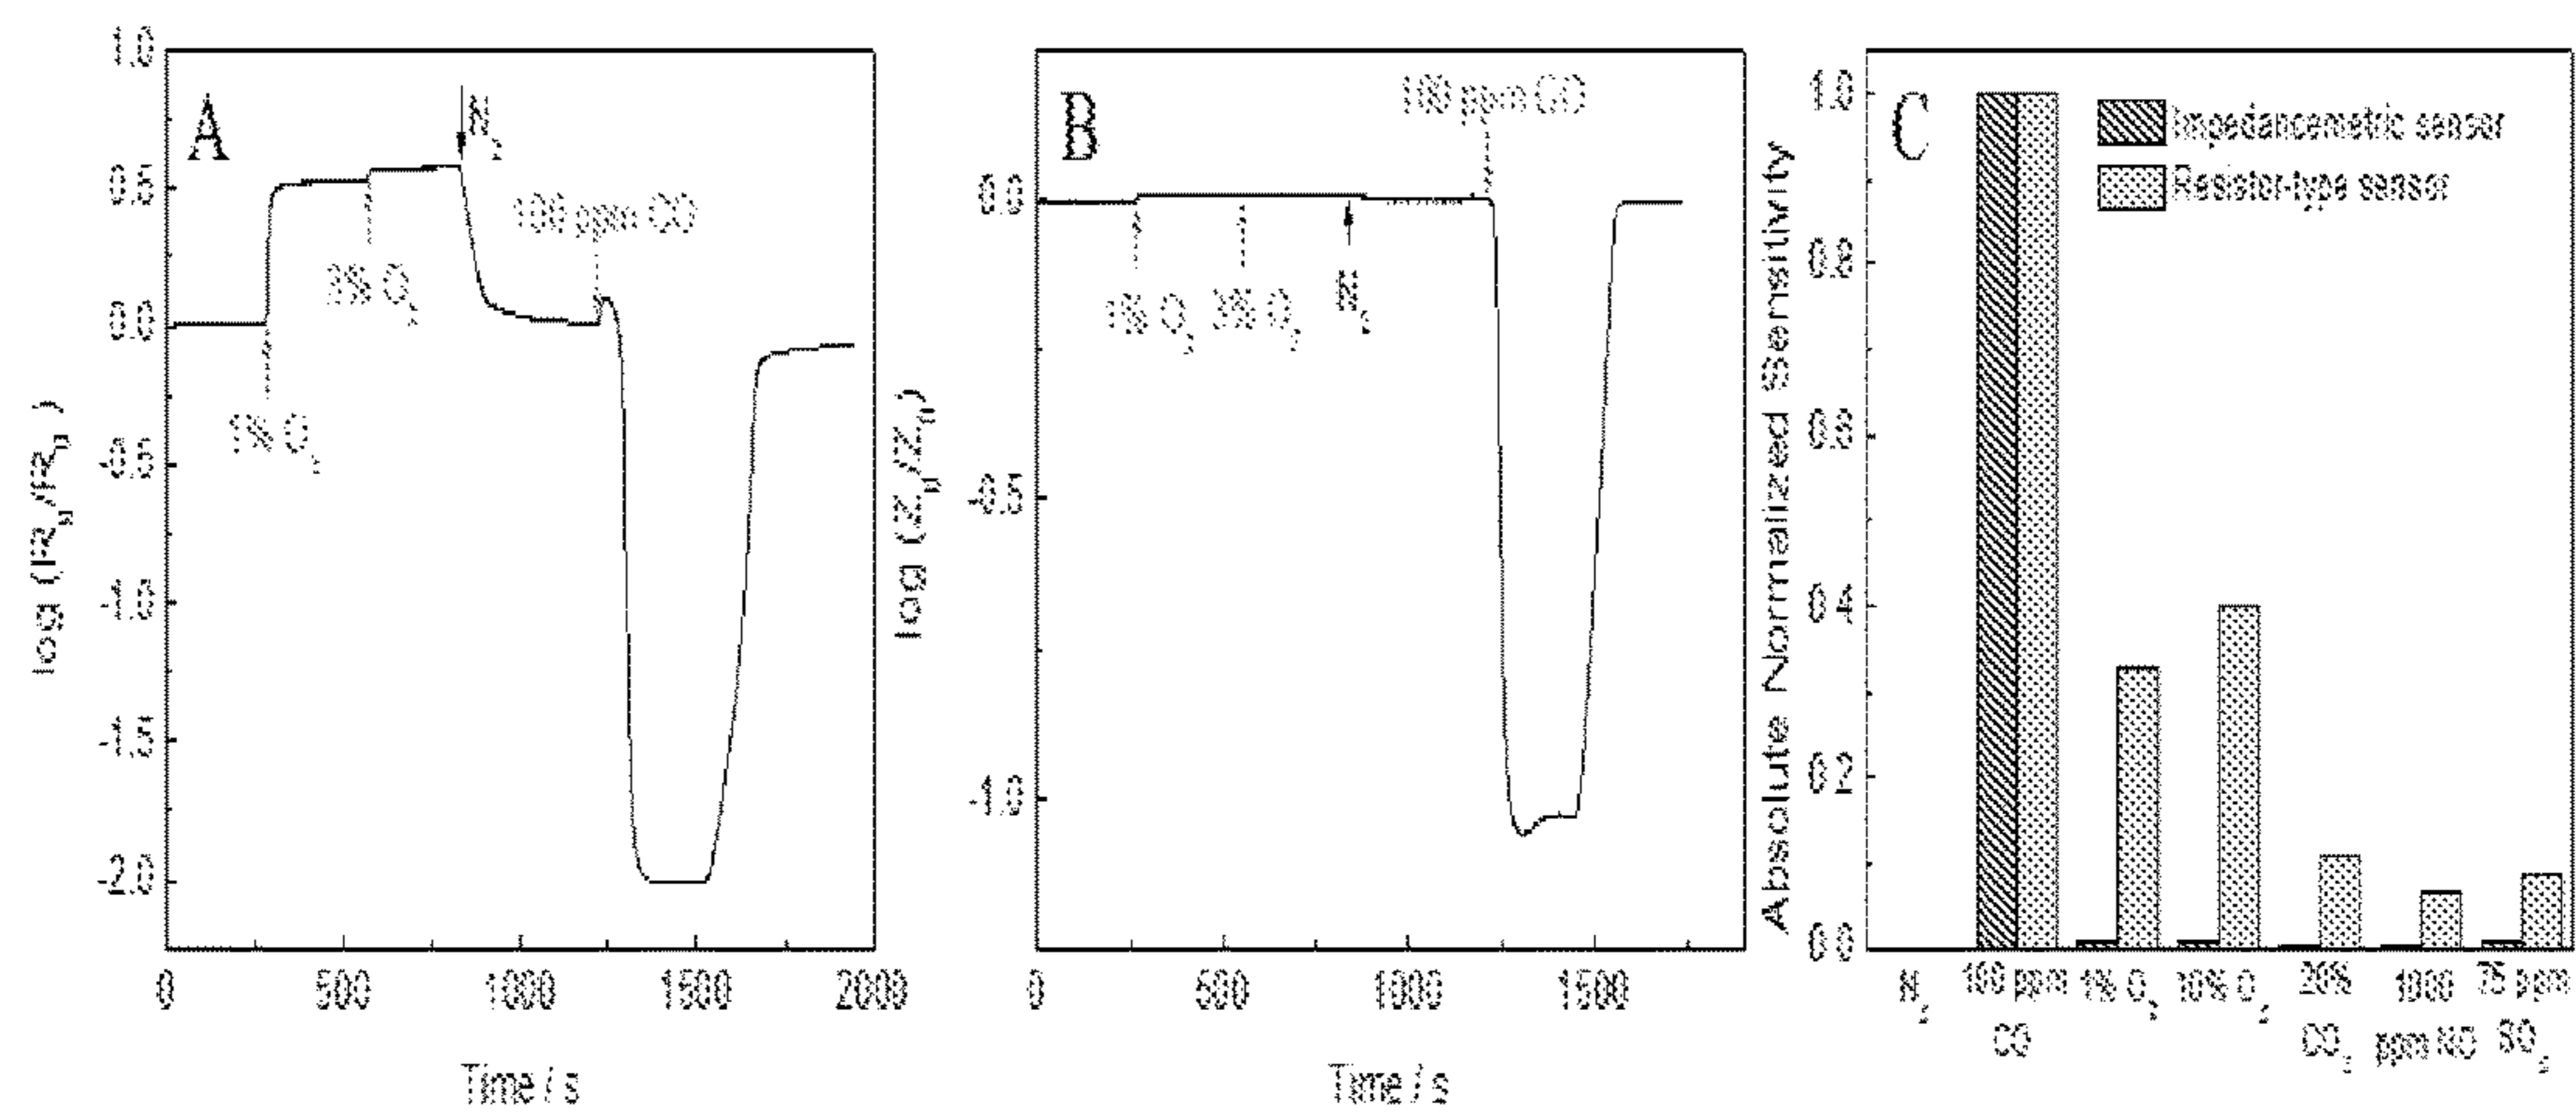 A
1.0
0.5
0.0
-0.5
-1.0
-1.5
-2.0
log (Rg/R0)
1% O2
3% O2
N2
100 ppm CO
0 500 1000 1500 2000
Time / s
B
0.0
-0.5
-1.0
log (Zg/Z0)
1% O2
3% O2
N2
100 ppm CO
0 500 1000 1500
Time / s
C
Impedancemetric sensor
Resistor-type sensor
Absolute Normalized Sensitivity
1.0
0.8
0.4
0.2
0.0
N2
100 ppm CO
1% O2
10% O2
20% CO2
1000 ppm NO
75 ppm SO2